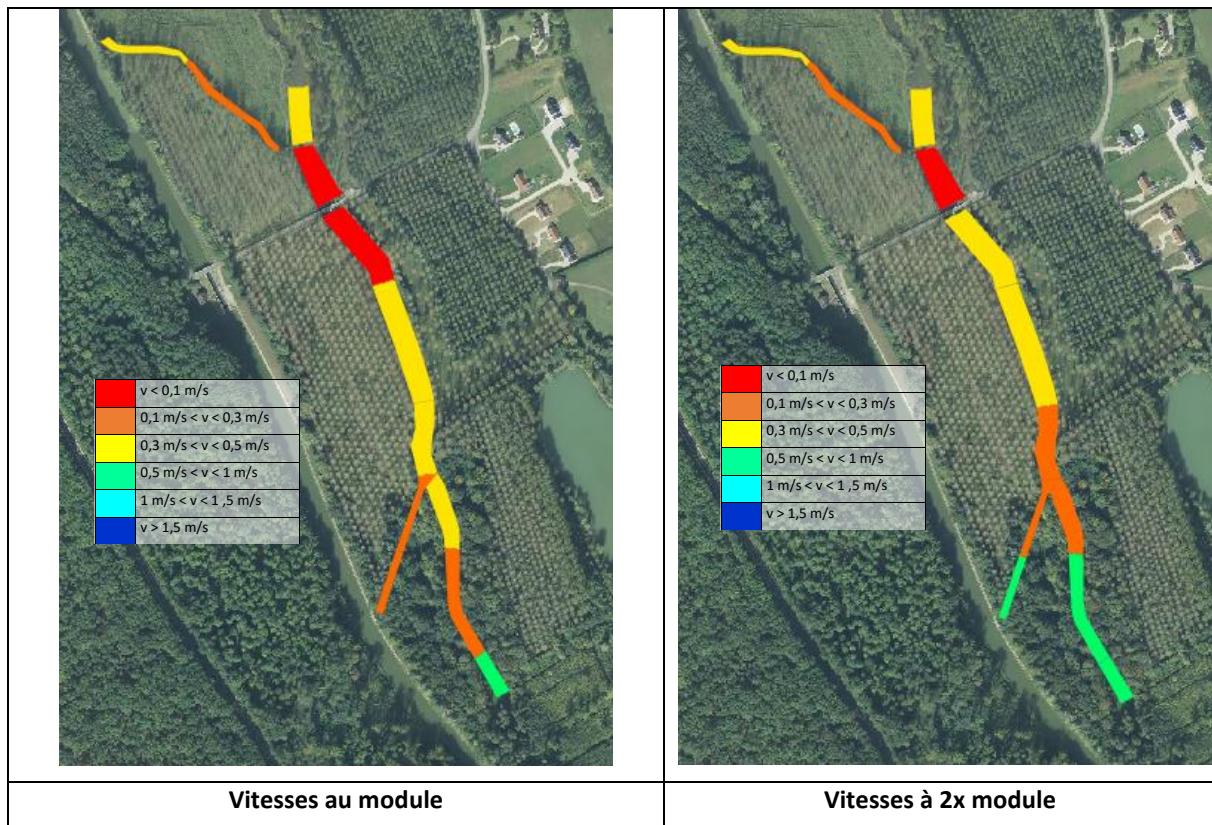 v < 0,1 m/s
0,1 m/s < v < 0,3 m/s
0,3 m/s < v < 0,5 m/s
0,5 m/s < v < 1 m/s
1 m/s < v < 1 ,5 m/s
v > 1,5 m/s
v < 0,1 m/s
0,1 m/s < v < 0,3 m/s
0,3 m/s < v < 0,5 m/s
0,5 m/s < v < 1 m/s
1 m/s < v < 1 ,5 m/s
v > 1,5 m/s
Vitesses au module
Vitesses à 2x module